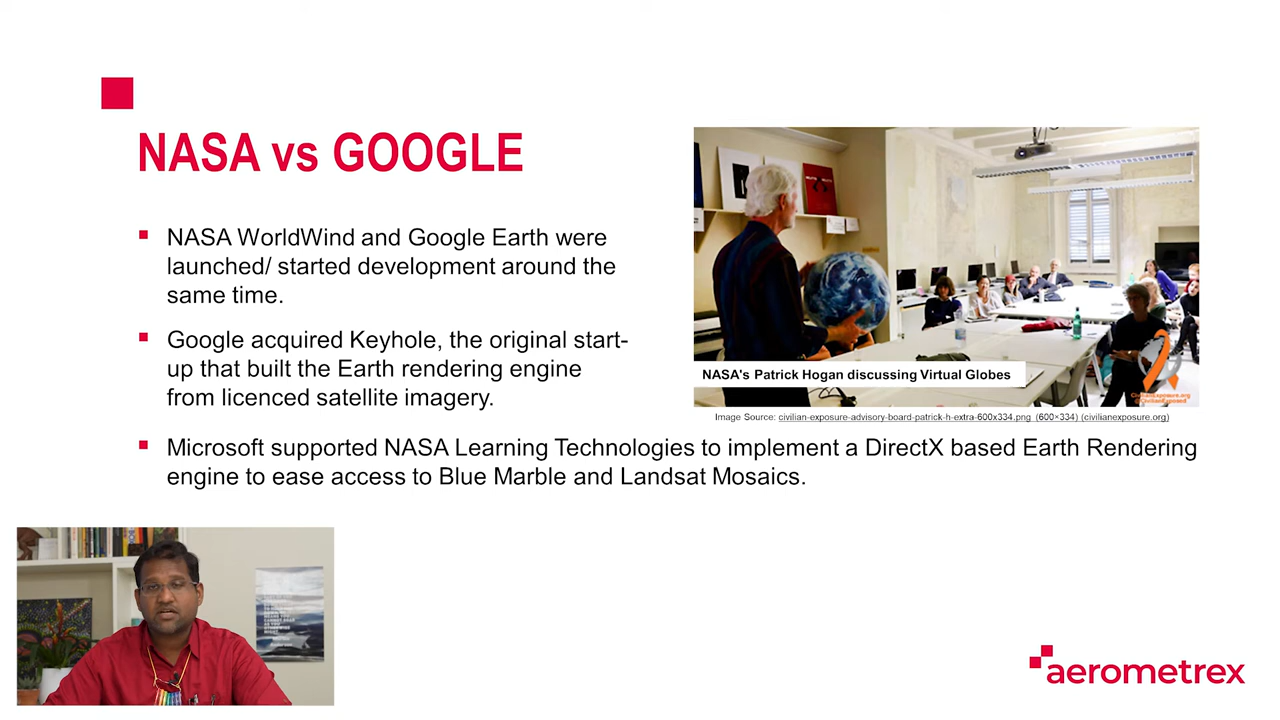 NASA vs GOOGLE
NASA WorldWind and Google Earth were
launched/ started development around the
same time.
Google acquired Keyhole, the original start-
up that built the Earth rendering engine
from licenced satellite imagery.
NASA's Patrick Hogan discussing Virtual Globes
Image Source: civilian-exposure-advisory-board-patrick-h-extra-600x334.png (600×334) (civilianexposure.org)
Microsoft supported NASA Learning Technologies to implement a DirectX based Earth Rendering
engine to ease access to Blue Marble and Landsat Mosaics.
aerometrex